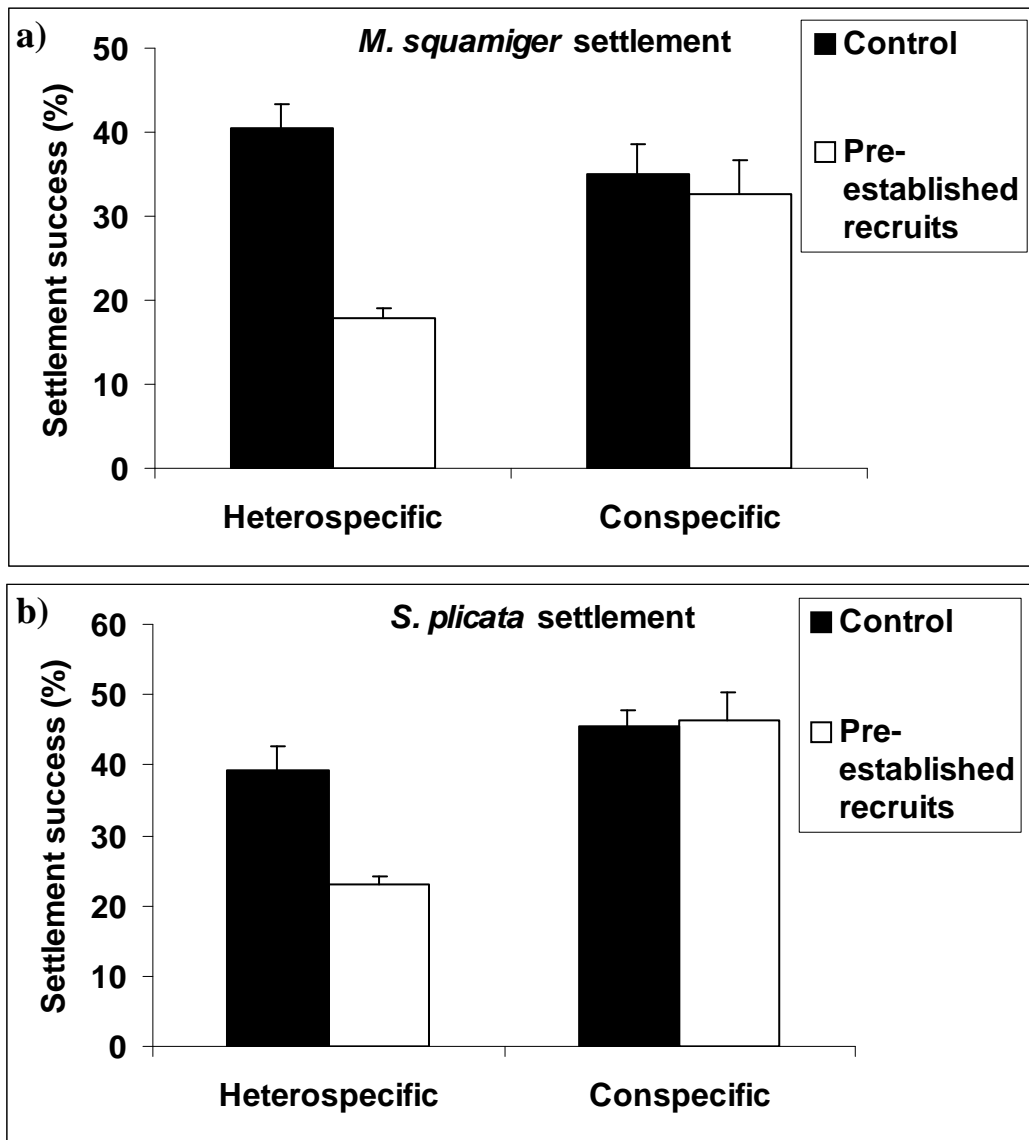 a)
M. squamiger settlement
Control
Pre-
established
recruits
Settlement success (%)
50
40
30
20
10
0
Heterospecific Conspecific
b)
S. plicata settlement
Control
Pre-
established
recruits
Settlement success (%)
60
50
40
30
20
10
0
Heterospecific Conspecific